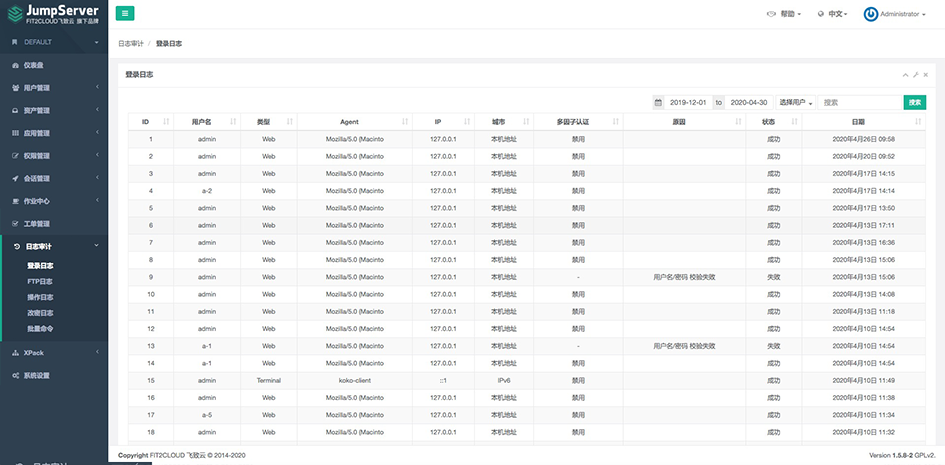 JumpServer
FIT2CLOUD飞致云 旗下品牌
帮助
中文
Administrator
DEFAULT
仪表盘
用户管理
资产管理
应用管理
权限管理
会话管理
作业中心
工单管理
日志审计
登录日志
FTP日志
操作日志
改密日志
批量命令
XPack
系统设置
日志审计 / 登录日志
登录日志
2019-12-01 to 2020-04-30 选择用户 搜索 搜索
ID 用户名 类型 Agent IP 城市 多因子认证 原因 状态 日期
1 admin Web Mozilla/5.0 (Macinto 127.0.0.1 本机地址 禁用 成功 2020年4月26日 09:58
2 admin Web Mozilla/5.0 (Macinto 127.0.0.1 本机地址 禁用 成功 2020年4月20日 09:52
3 admin Web Mozilla/5.0 (Macinto 127.0.0.1 本机地址 禁用 成功 2020年4月17日 14:15
4 a-2 Web Mozilla/5.0 (Macinto 127.0.0.1 本机地址 禁用 成功 2020年4月17日 14:14
5 admin Web Mozilla/5.0 (Macinto 127.0.0.1 本机地址 禁用 成功 2020年4月17日 13:50
6 admin Web Mozilla/5.0 (Macinto 127.0.0.1 本机地址 禁用 成功 2020年4月13日 17:11
7 admin Web Mozilla/5.0 (Macinto 127.0.0.1 本机地址 禁用 成功 2020年4月13日 16:36
8 admin Web Mozilla/5.0 (Macinto 127.0.0.1 本机地址 禁用 成功 2020年4月13日 15:06
9 admin Web Mozilla/5.0 (Macinto 127.0.0.1 本机地址 - 用户名/密码 校验失败 失败 2020年4月13日 15:06
10 admin Web Mozilla/5.0 (Macinto 127.0.0.1 本机地址 禁用 成功 2020年4月13日 14:08
11 admin Web Mozilla/5.0 (Macinto 127.0.0.1 本机地址 禁用 成功 2020年4月13日 11:18
12 admin Web Mozilla/5.0 (Macinto 127.0.0.1 本机地址 禁用 成功 2020年4月10日 14:54
13 a-1 Web Mozilla/5.0 (Macinto 127.0.0.1 本机地址 - 用户名/密码 校验失败 失败 2020年4月10日 14:54
14 a-1 Web Mozilla/5.0 (Macinto 127.0.0.1 本机地址 禁用 成功 2020年4月10日 14:54
15 admin Terminal koko-client ::1 IPv6 禁用 成功 2020年4月10日 11:49
16 admin Web Mozilla/5.0 (Macinto 127.0.0.1 本机地址 禁用 成功 2020年4月10日 11:38
17 a-5 Web Mozilla/5.0 (Macinto 127.0.0.1 本机地址 禁用 成功 2020年4月10日 11:34
18 admin Web Mozilla/5.0 (Macinto 127.0.0.1 本机地址 禁用 成功 2020年4月10日 11:32
Copyright FIT2CLOUD 飞致云 © 2014-2020
Version 1.5.8-2 GPLv2.